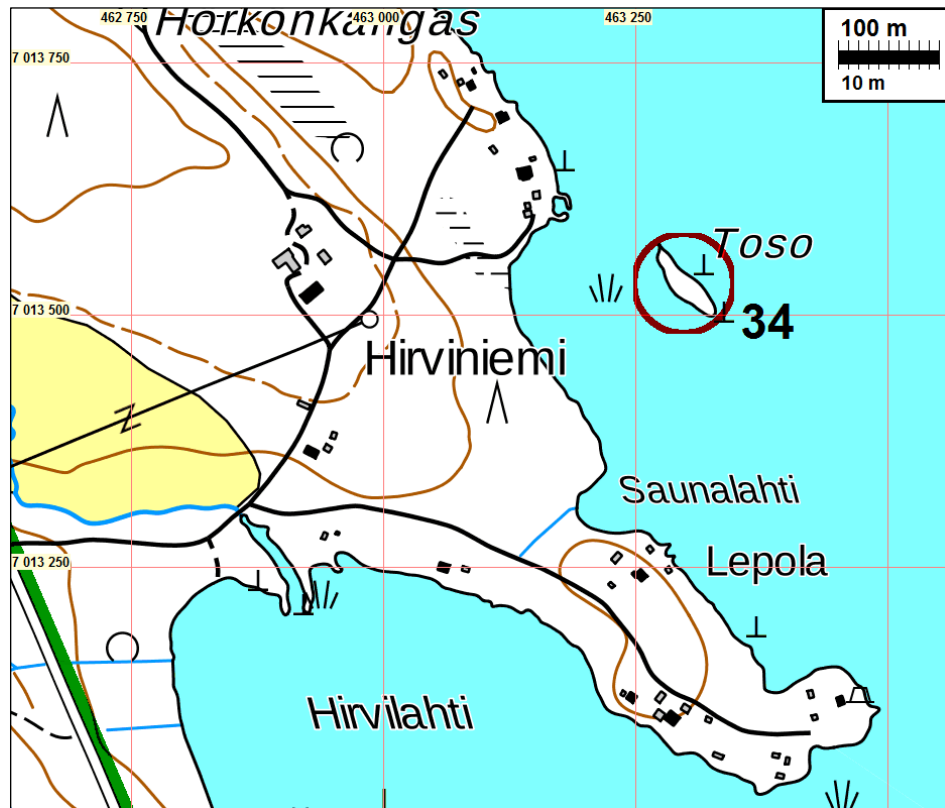 462 750
463 000
463 250
Horkonkangas
100 m
10 m
7 013 750
Toso
34
7 013 500
Hirviniemi
Saunalahti
Lepola
7 013 250
Hirvilahti